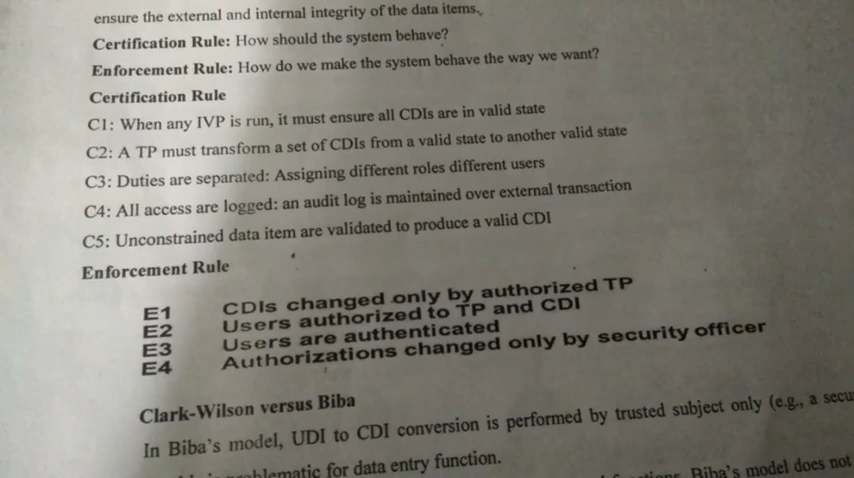 ensure the external and internal integrity of the data items.
Certification Rule: How should the system behave?
Enforcement Rule: How do we make the system behave the way we want?
Certification Rule
C1: When any IVP is run, it must ensure all CDIs are in valid state
C2: A TP must transform a set of CDIs from a valid state to another valid state
C3: Duties are separated: Assigning different roles different users
C4: All access are logged: an audit log is maintained over external transaction
C5: Unconstrained data item are validated to produce a valid CDI
Enforcement Rule
E1 CDIs changed only by authorized TP
E2 Users authorized to TP and CDI
E3 Users are authenticated
E4 Authorizations changed only by security officer
Clark-Wilson versus Biba
In Biba's model, UDI to CDI conversion is performed by trusted subject only (e.g., a
for data entry function.
Biba's model does not